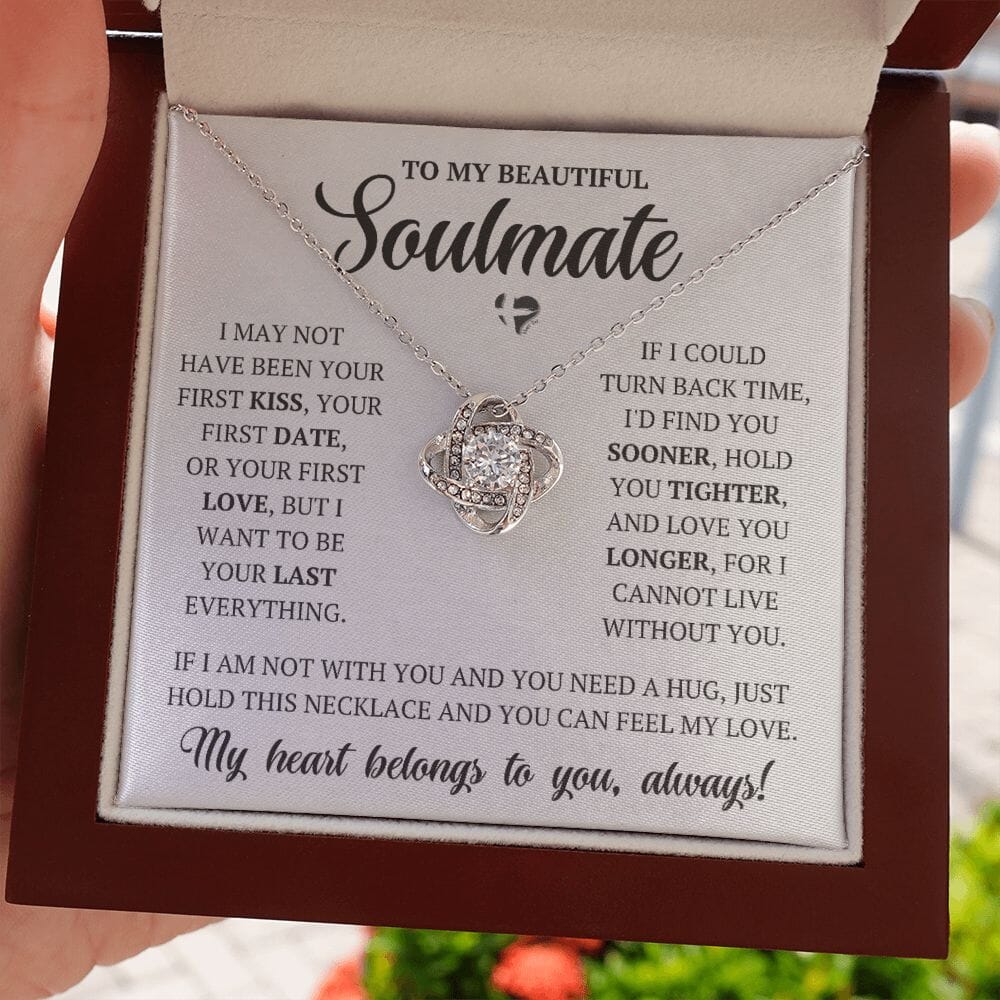 TO MY BEAUTIFUL
Soulmate
I MAY NOT
HAVE BEEN YOUR
FIRST KISS, YOUR
FIRST DATE,
OR YOUR FIRST
LOVE, BUT I
WANT TO BE
YOUR LAST
EVERYTHING.
IF I COULD
TURN BACK TIME,
I'D FIND YOU
SOONER, HOLD
YOU TIGHTER,
AND LOVE YOU
LONGER, FOR I
CANNOT LIVE
WITHOUT YOU.
IF I AM NOT WITH YOU AND YOU NEED A HUG, JUST
HOLD THIS NECKLACE AND YOU CAN FEEL MY LOVE.
My heart belongs to you, always!